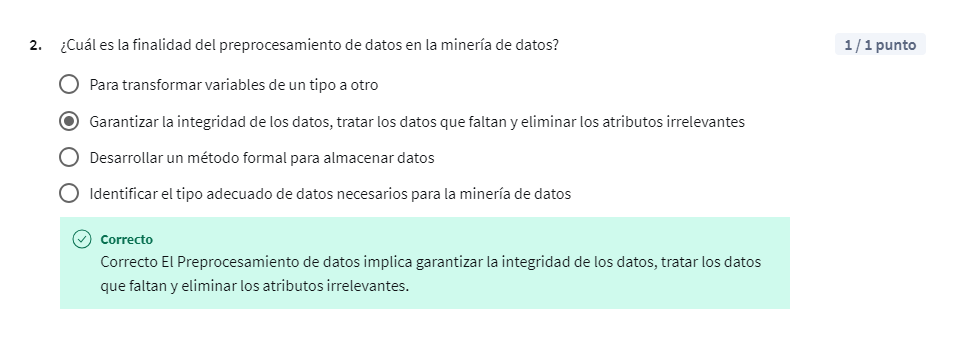 2. ¿Cuál es la finalidad del preprocesamiento de datos en la minería de datos?
1 / 1 punto
Para transformar variables de un tipo a otro
Garantizar la integridad de los datos, tratar los datos que faltan y eliminar los atributos irrelevantes
Desarrollar un método formal para almacenar datos
Identificar el tipo adecuado de datos necesarios para la minería de datos
Correcto
Correcto El Preprocesamiento de datos implica garantizar la integridad de los datos, tratar los datos
que faltan y eliminar los atributos irrelevantes.